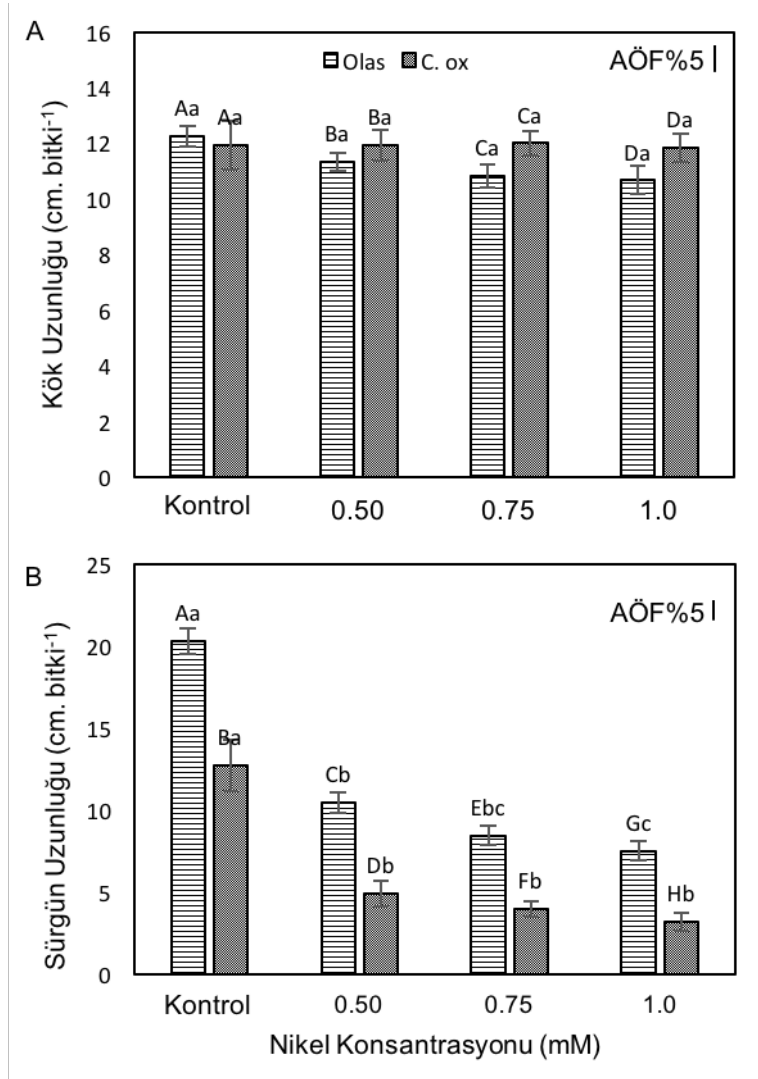 A
Kök Uzunluğu (cm. bitki⁻¹)
16
14
12
10
8
6
4
2
0
Olas C. ox
AÖF%5
Aa Aa
Ba Ba
Ca Ca
Da Da
Kontrol 0.50 0.75 1.0
B
Sürgün Uzunluğu (cm. bitki⁻¹)
25
20
15
10
5
0
AÖF%5
Aa Ba
Cb Db
Ebc Fb
Gc Hb
Kontrol 0.50 0.75 1.0
Nikel Konsantrasyonu (mM)